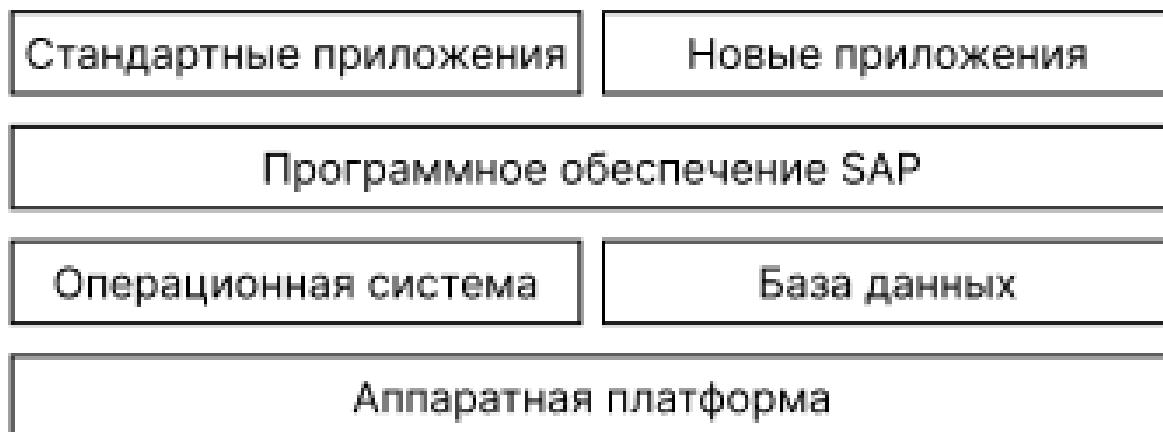 Стандартные приложения Новые приложения
Программное обеспечение SAP
Операционная система База данных
Аппаратная платформа